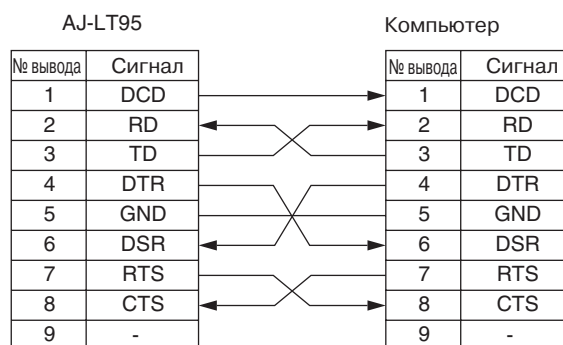 AJ-LT95 Компьютер
№ вывода Сигнал № вывода Сигнал
1 DCD 1 DCD
2 RD 2 RD
3 TD 3 TD
4 DTR 4 DTR
5 GND 5 GND
6 DSR 6 DSR
7 RTS 7 RTS
8 CTS 8 CTS
9 - 9 -